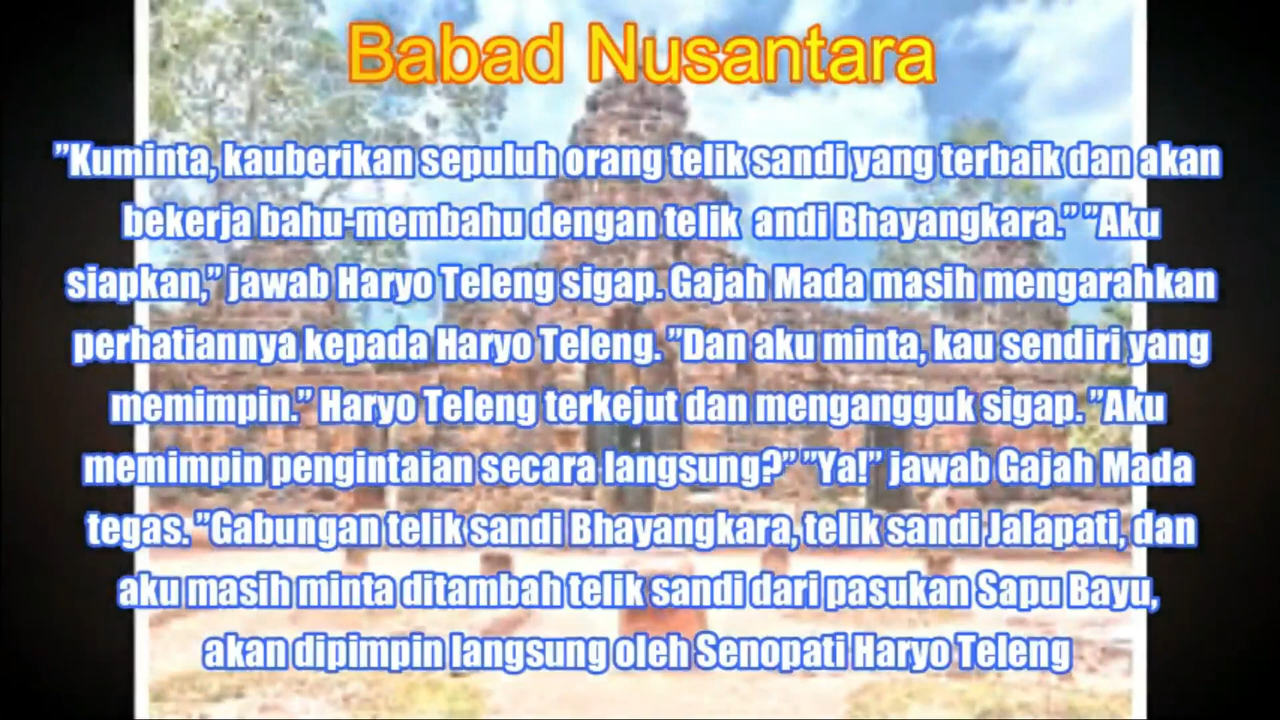 Babad Nusantara
”Kuminta, kauberikan sepuluh orang telik sandi yang terbaik dan akan
bekerja bahu-membahu dengan telik andi Bhayangkara.” ”Aku
siapkan,” jawab Haryo Teleng sigap. Gajah Mada masih mengarahkan
perhatiannya kepada Haryo Teleng. ”Dan aku minta, kau sendiri yang
memimpin.” Haryo Teleng terkejut dan mengangguk sigap. ”Aku
memimpin pengintaian secara langsung?” ”Ya!” jawab Gajah Mada
tegas. ”Gabungan telik sandi Bhayangkara, telik sandi Jalapati, dan
aku masih minta ditambah telik sandi dari pasukan Sapu Bayu,
akan dipimpin langsung oleh Senopati Haryo Teleng